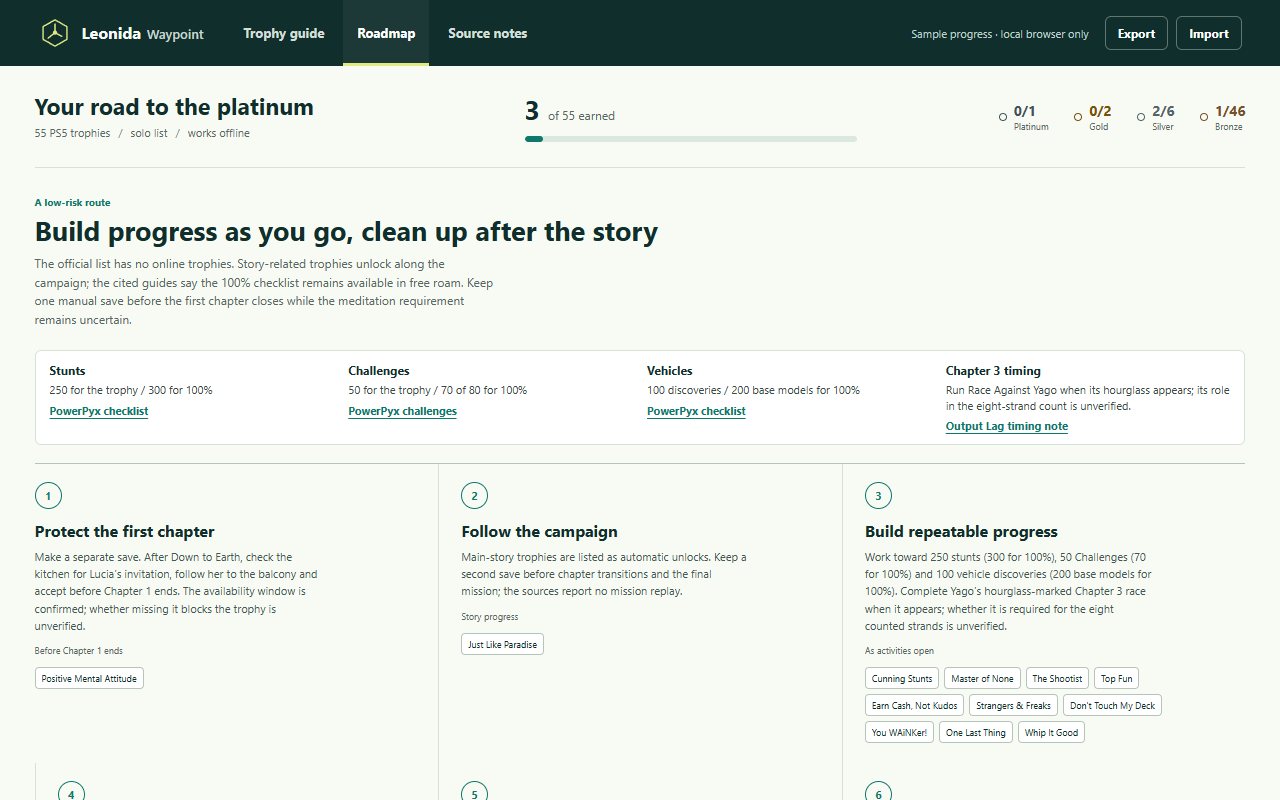 Leonida Waypoint
Trophy guide
Roadmap
Source notes
Sample progress · local browser only
Export
Import
Your road to the platinum
55 PS5 trophies / solo list / works offline
3 of 55 earned
0/1
Platinum
0/2
Gold
2/6
Silver
1/46
Bronze
A low-risk route
Build progress as you go, clean up after the story
The official list has no online trophies. Story-related trophies unlock along the
campaign; the cited guides say the 100% checklist remains available in free roam. Keep
one manual save before the first chapter closes while the meditation requirement
remains uncertain.
Stunts
250 for the trophy / 300 for 100%
PowerPyx checklist
Challenges
50 for the trophy / 70 of 80 for 100%
PowerPyx challenges
Vehicles
100 discoveries / 200 base models for 100%
PowerPyx checklist
Chapter 3 timing
Run Race Against Yago when its hourglass appears; its role
in the eight-strand count is unverified.
Output Lag timing note
1
Protect the first chapter
Make a separate save. After Down to Earth, check the
kitchen for Lucia's invitation, follow her to the balcony and
accept before Chapter 1 ends. The availability window is
confirmed; whether missing it blocks the trophy is
unverified.
Before Chapter 1 ends
Positive Mental Attitude
2
Follow the campaign
Main-story trophies are listed as automatic unlocks. Keep a
second save before chapter transitions and the final
mission; the sources report no mission replay.
Story progress
Just Like Paradise
3
Build repeatable progress
Work toward 250 stunts (300 for 100%), 50 Challenges (70
for 100%) and 100 vehicle discoveries (200 base models for
100%). Complete Yago's hourglass-marked Chapter 3 race
when it appears; whether it is required for the eight
counted strands is unverified.
As activities open
Cunning Stunts
Master of None
The Shootist
Top Fun
Earn Cash, Not Kudos
Strangers & Freaks
Don't Touch My Deck
You WAiNKer!
One Last Thing
Whip It Good
4
5
6